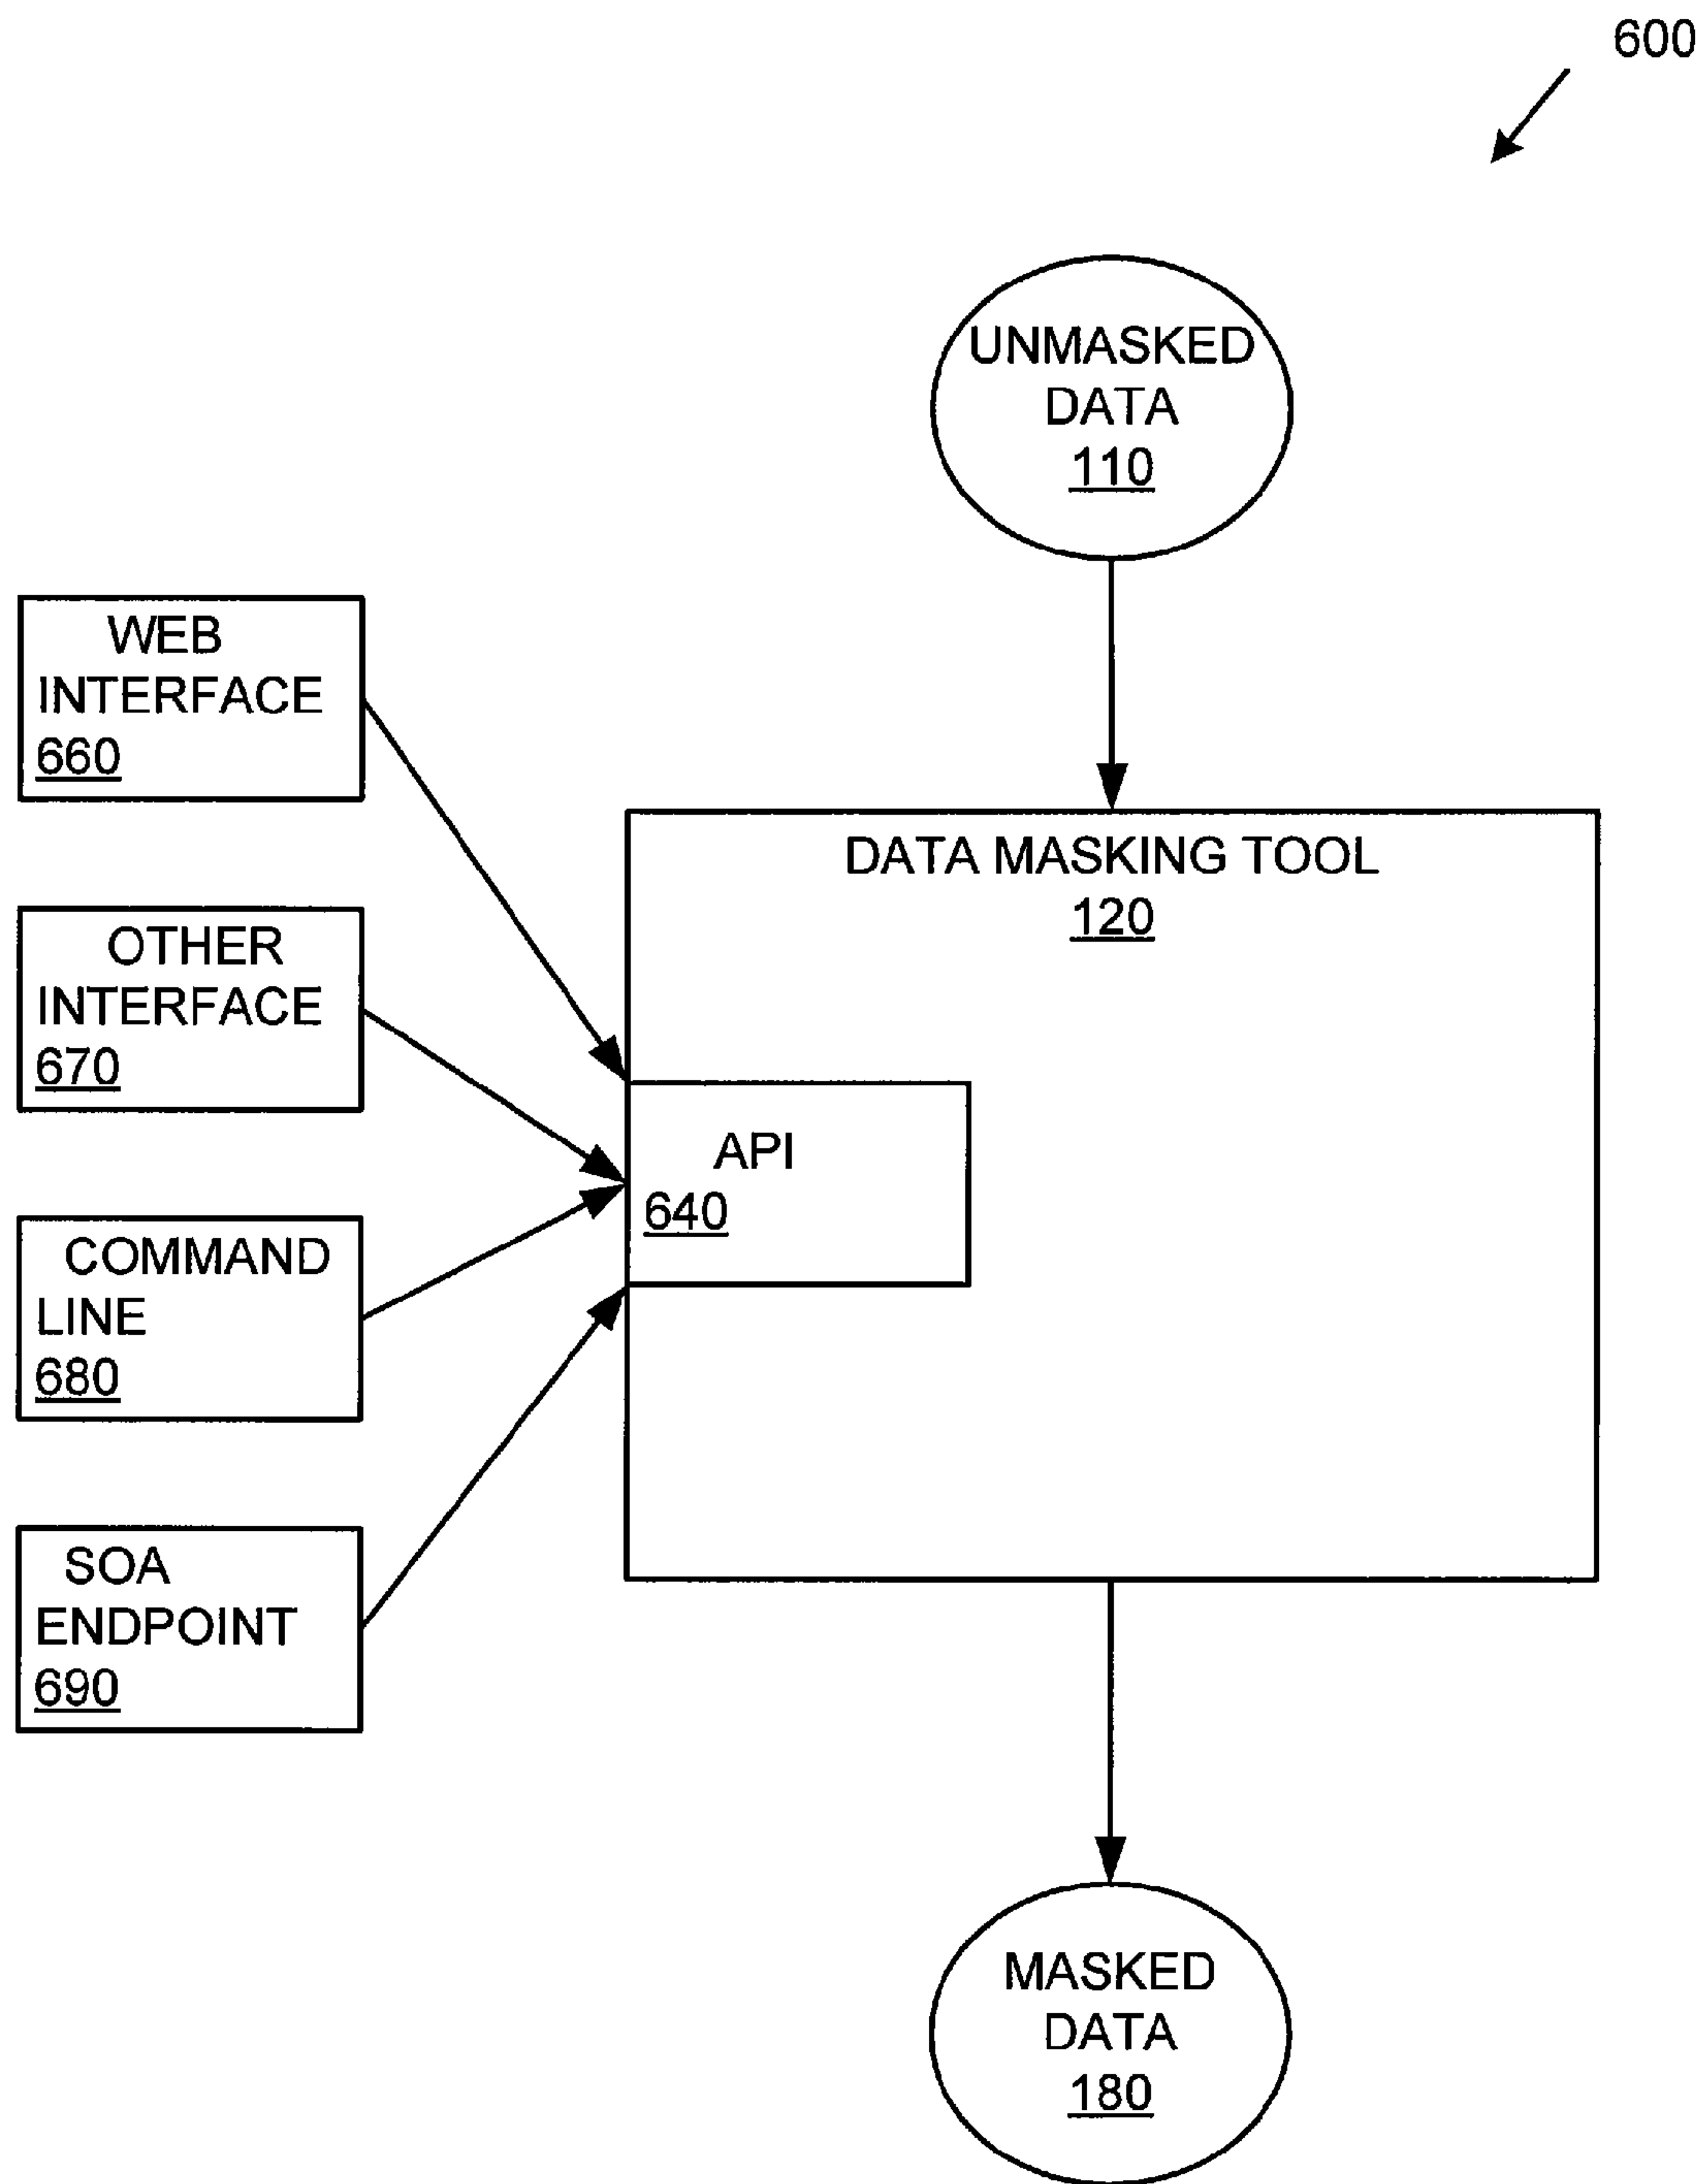 600
UNMASKED
DATA
110
WEB
INTERFACE
660
DATA MASKING TOOL
120
OTHER
INTERFACE
670
API
640
COMMAND
LINE
680
SOA
ENDPOINT
690
MASKED
DATA
180